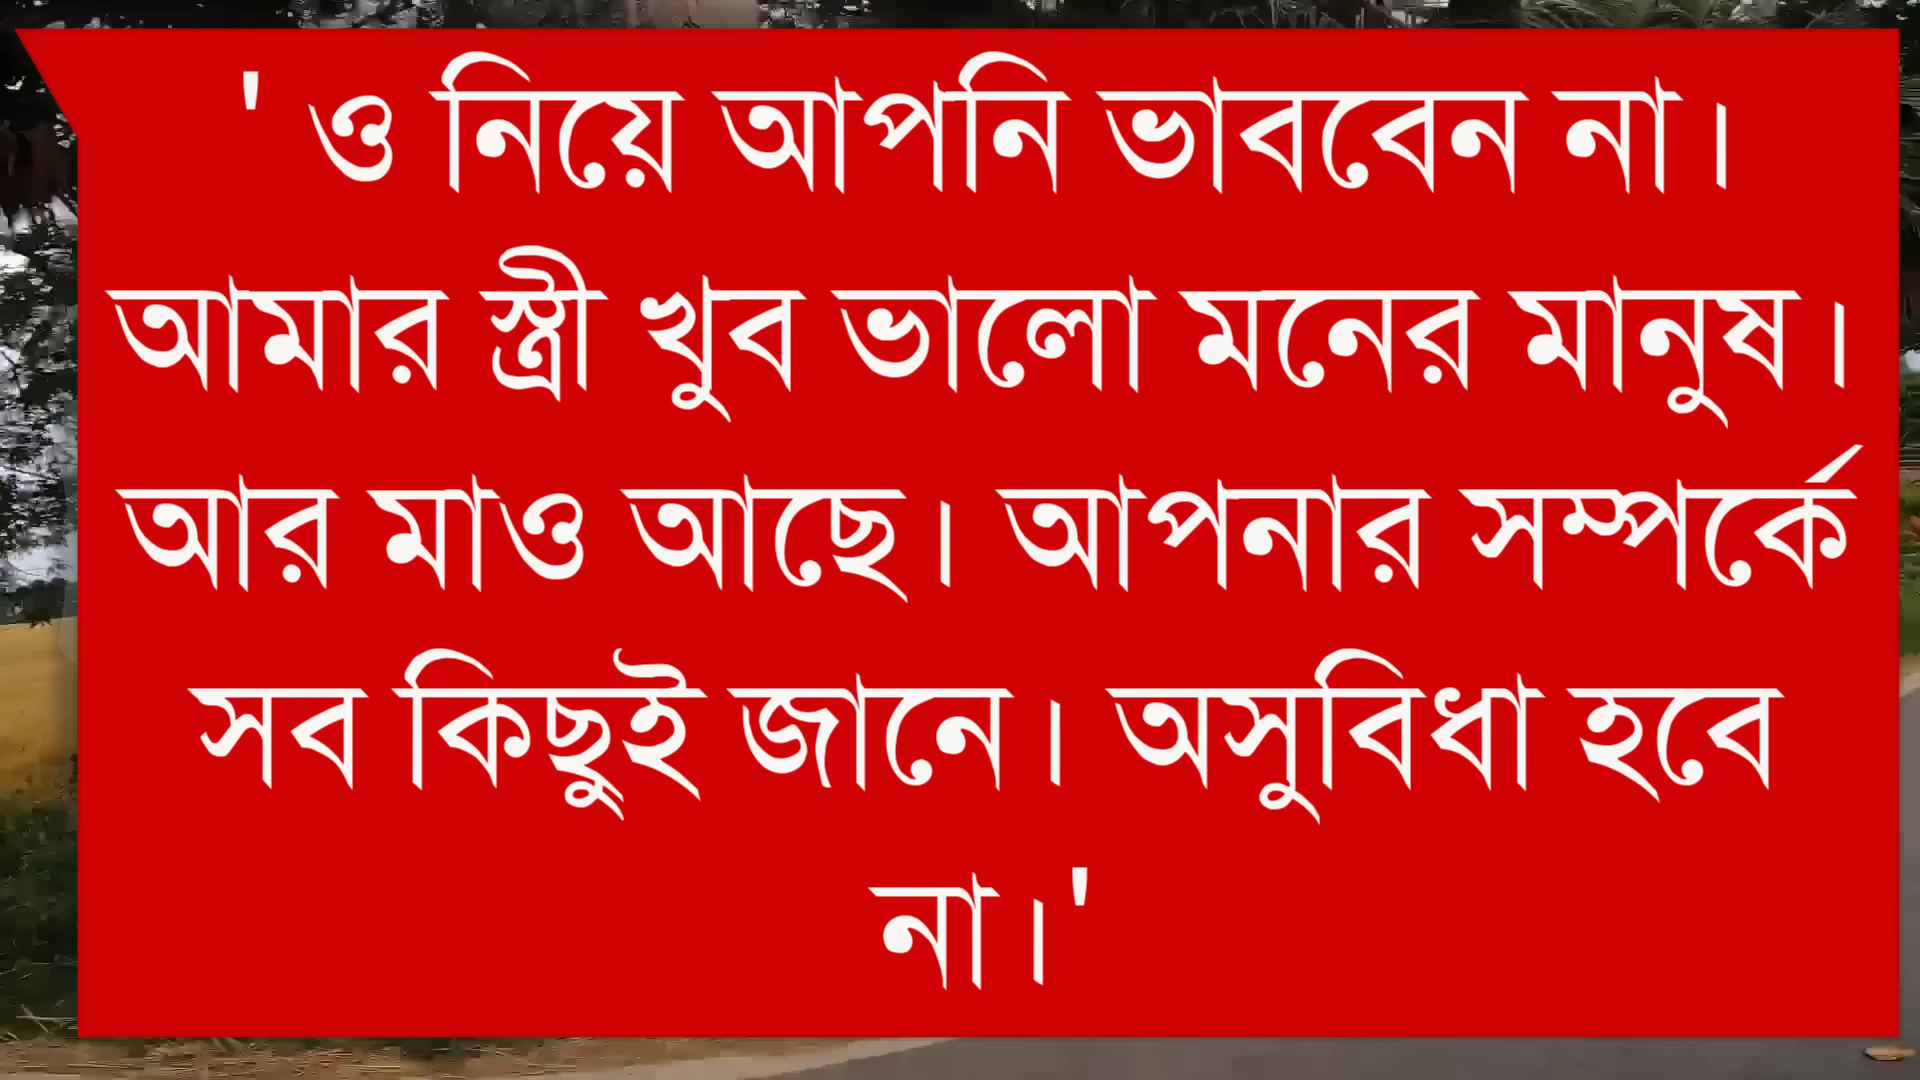 ' ও নিয়ে আপনি ভাববেন না।
আমার স্ত্রী খুব ভালো মনের মানুষ।
আর মাও আছে। আপনার সম্পর্কে
সব কিছুই জানে। অসুবিধা হবে
না।'